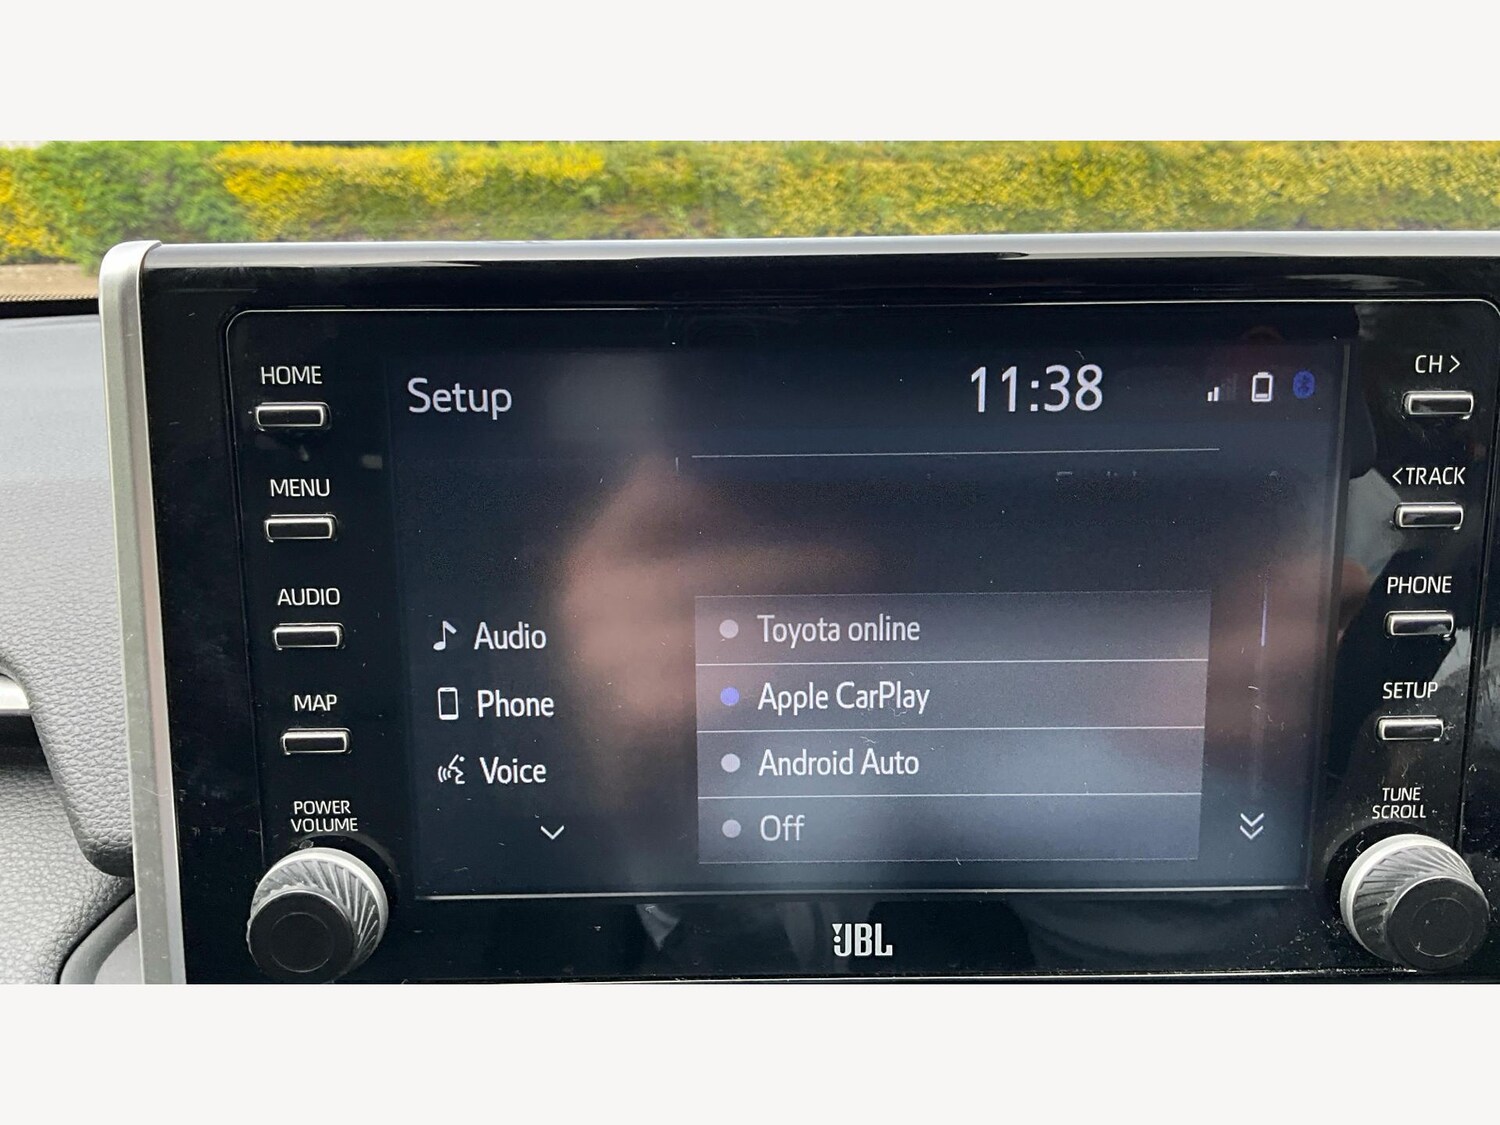 HOME
MENU
AUDIO
MAP
POWER
VOLUME
Setup
11:38
Audio
Phone
Voice
Toyota online
Apple CarPlay
Android Auto
Off
CH >
< TRACK
PHONE
SETUP
TUNE
SCROLL
JBL